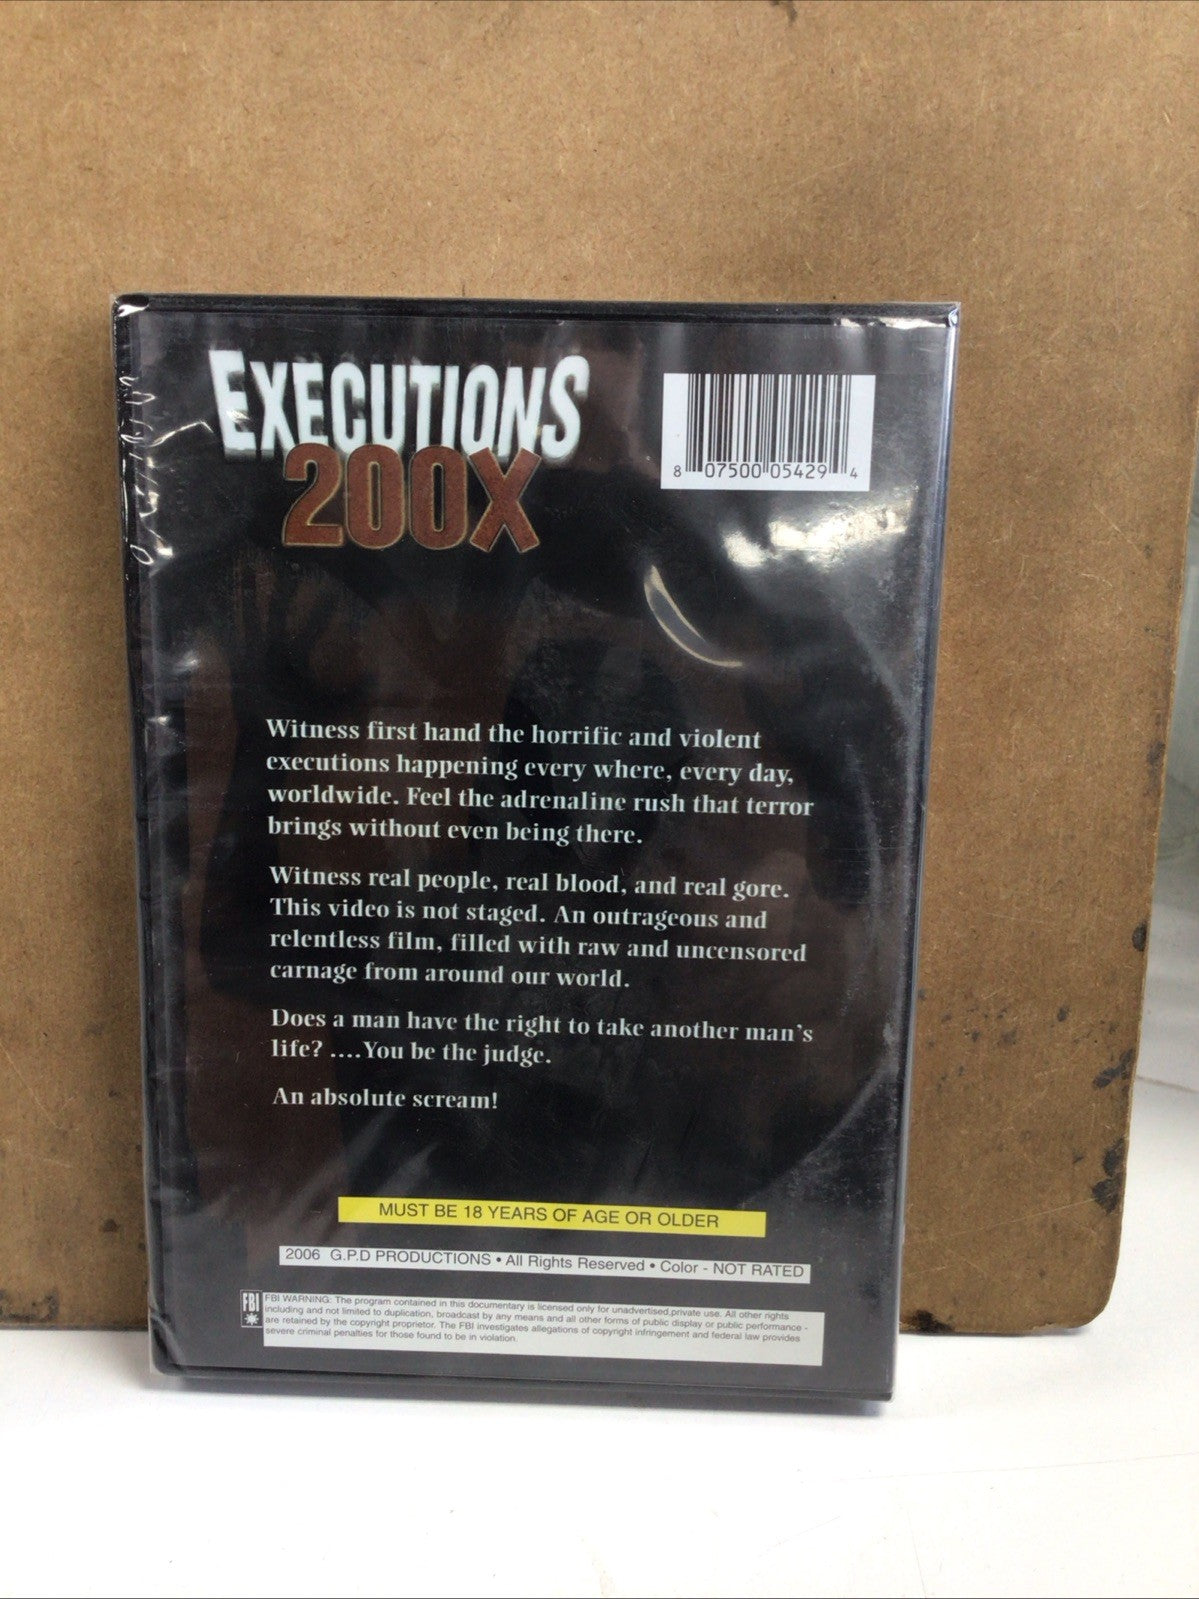 EXECUTIONS
200X
8 07500 05429 4
Witness first hand the horrific and violent
executions happening every where, every day,
worldwide. Feel the adrenaline rush that terror
brings without even being there.
Witness real people, real blood, and real gore.
This video is not staged. An outrageous and
relentless film, filled with raw and uncensored
carnage from around our world.
Does a man have the right to take another man's
life? ....You be the judge.
An absolute scream!
MUST BE 18 YEARS OF AGE OR OLDER
2006 G.P.D PRODUCTIONS • All Rights Reserved • Color - NOT RATED
FBI
FBI WARNING: The program contained in this documentary is licensed only for unadvertised,private use. All other rights
including and not limited to duplication, broadcast by any means and all other forms of public display or public performance -
are retained by the copyright proprietor. The FBI investigates allegations of copyright infringement and federal law provides
severe criminal penalties for those found to be in violation.